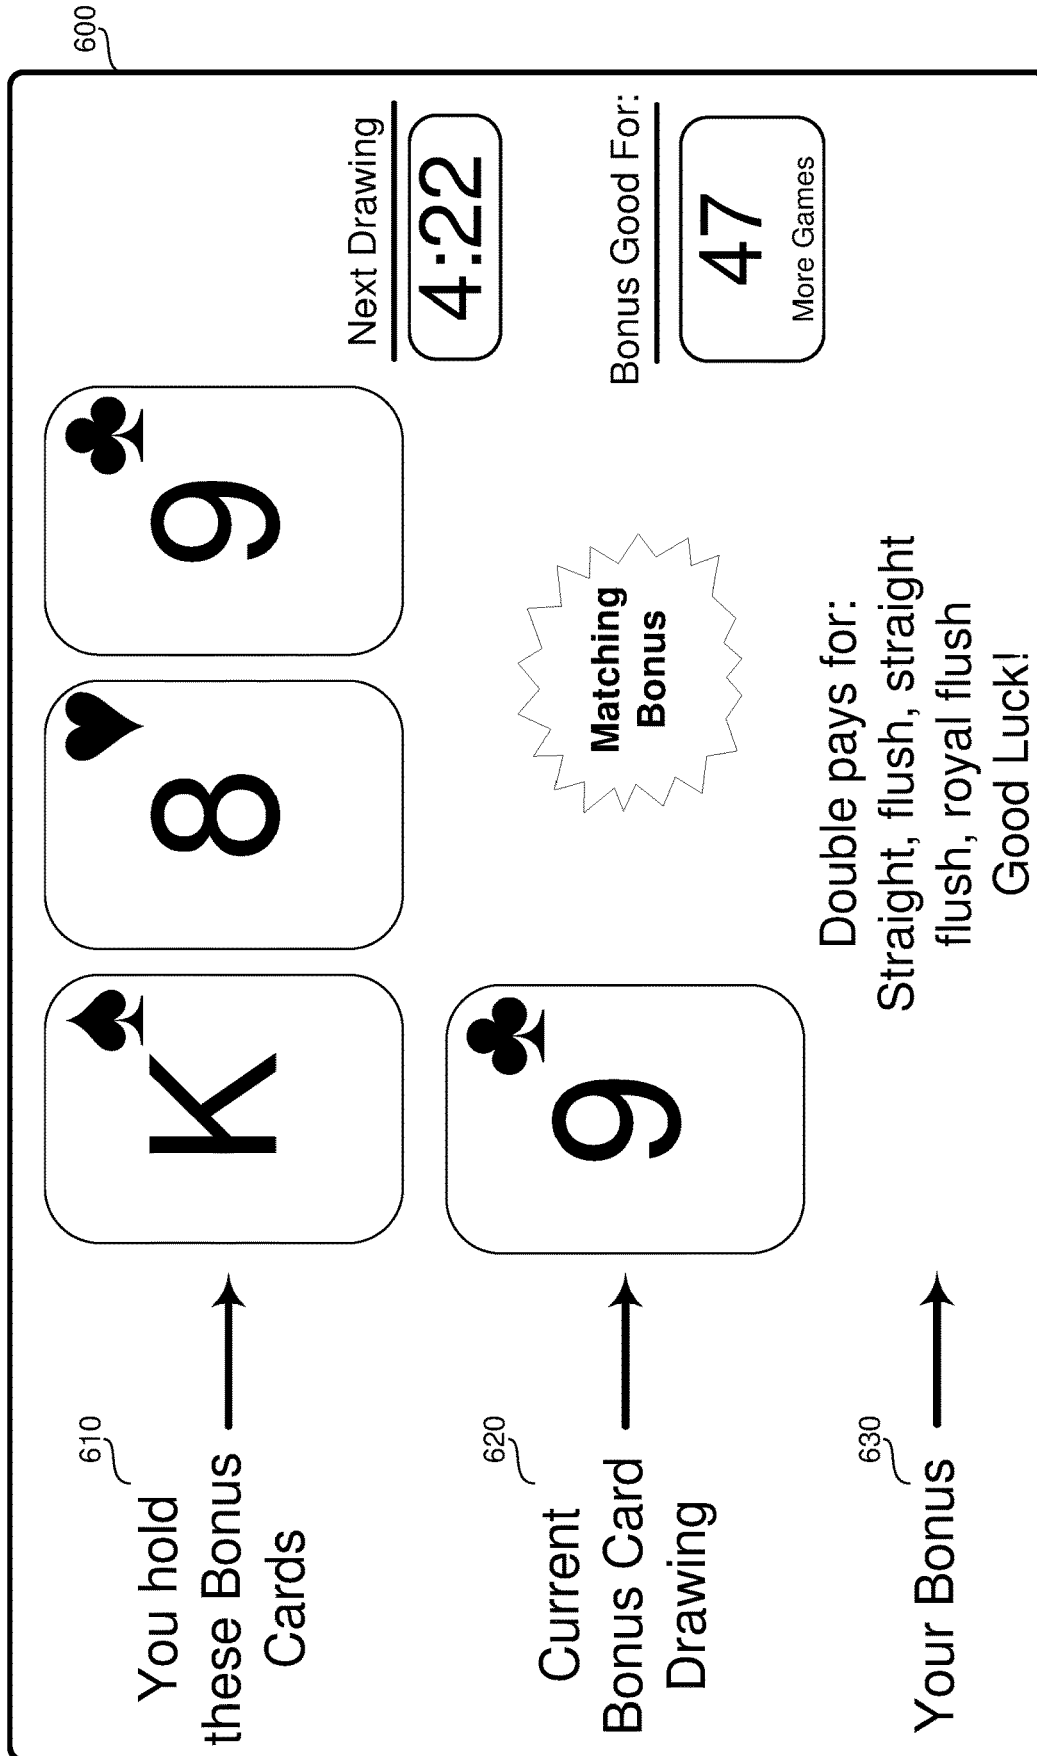 600
610
You hold
these Bonus
Cards
K
8
9
Next Drawing
4:22
620
Current
Bonus Card
Drawing
9
Matching
Bonus
Bonus Good For:
47
More Games
630
Your Bonus
Double pays for:
Straight, flush, straight
flush, royal flush
Good Luck!